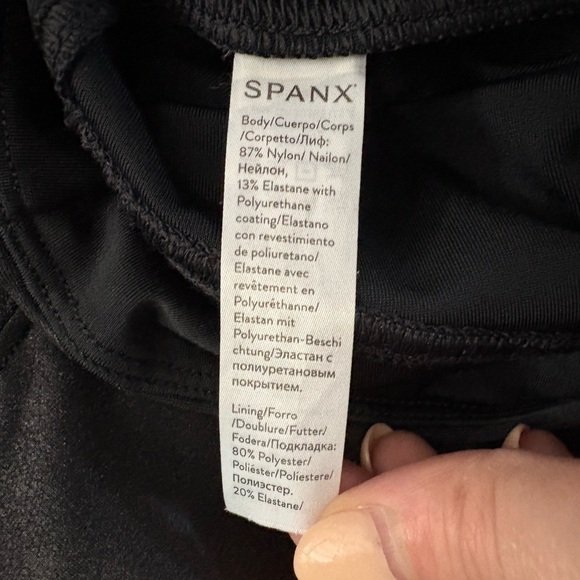 SPANX
Body/Cuerpo/Corps
/Corpetto/Лиф:
87% Nylon/ Nailon/
Нейлон,
13% Elastane with
Polyurethane
coating/Elastano
con revestimiento
de poliuretano/
Elastane avec
revêtement en
Polyuréthanne/
Elastan mit
Polyurethan-Beschi
chtung/Эластан с
полиуретановым
покрытием.
Lining/Forro
/Doublure/Futter/
Fodera/Подкладка:
80% Polyester/
Poliéster/Poliestere/
Полиэстер.
20% Elastane/